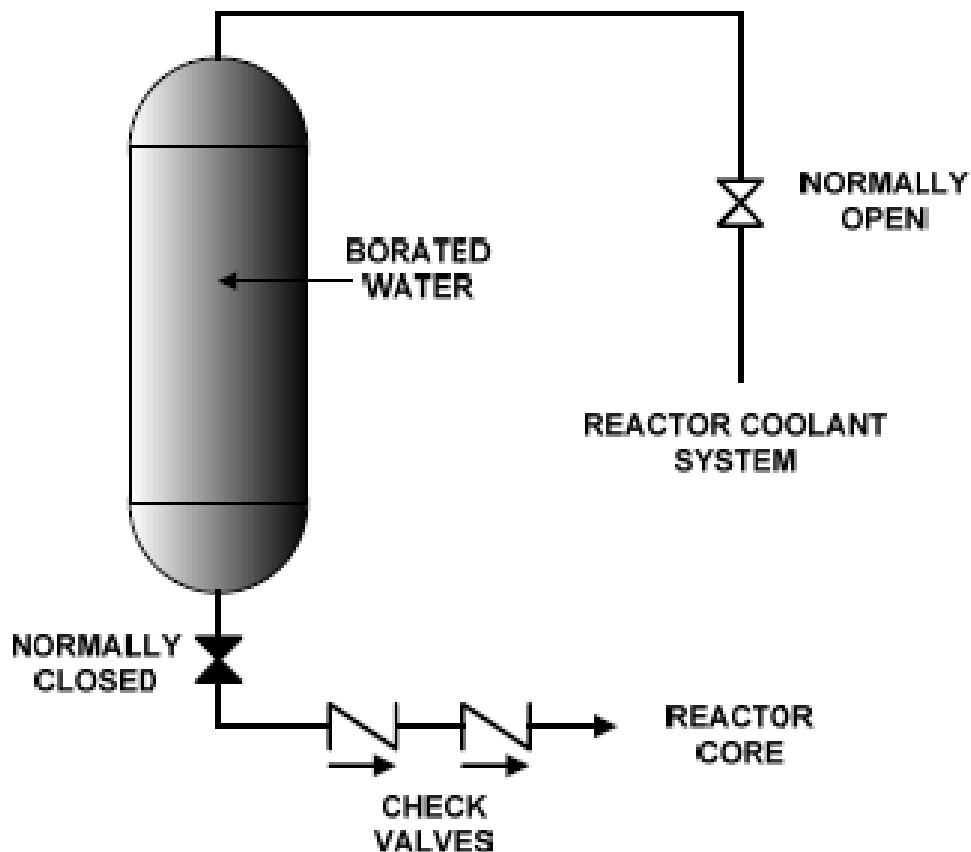 NORMALLY
OPEN
BORATED
WATER
REACTOR COOLANT
SYSTEM
NORMALLY
CLOSED
REACTOR
CORE
CHECK
VALVES